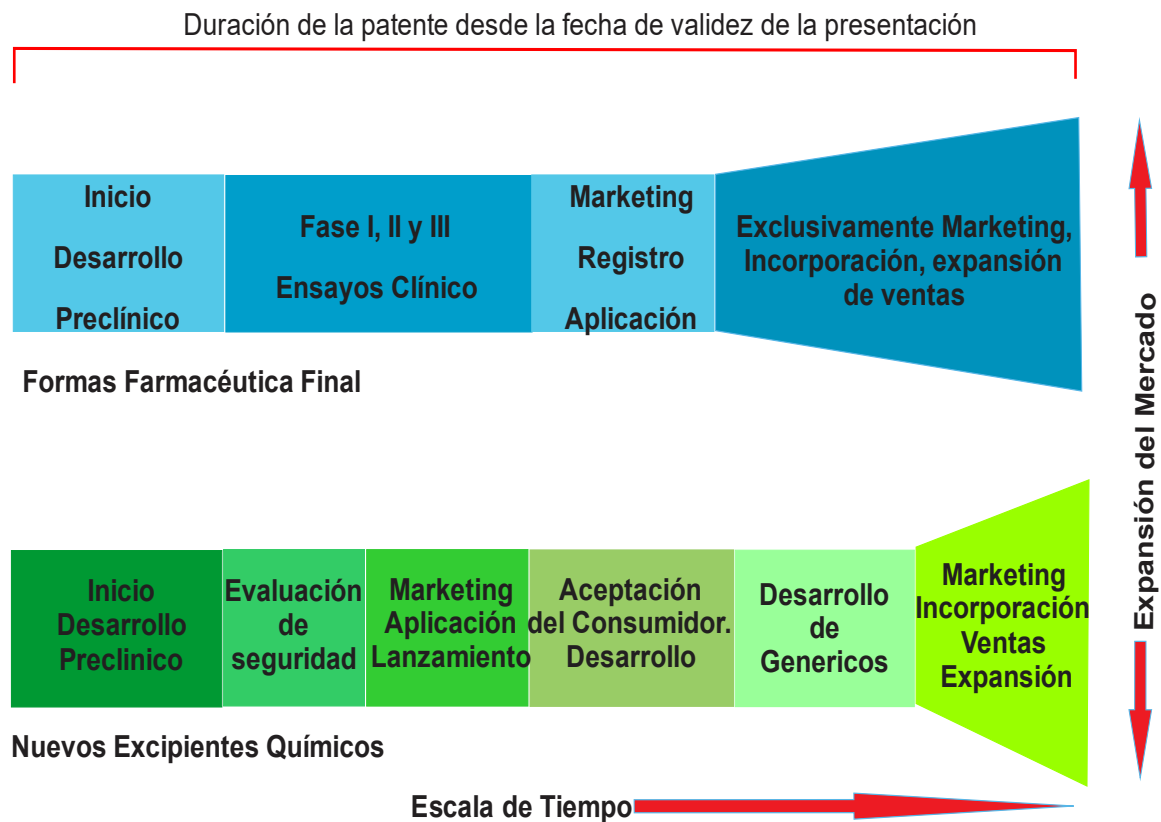 Duración de la patente desde la fecha de validez de la presentación
Inicio
Desarrollo
Preclínico
Fase I, II y III
Ensayos Clínico
Marketing
Registro
Aplicación
Exclusivamente Marketing,
Incorporación, expansión
de ventas
Formas Farmacéutica Final
Expansión del Mercado
Inicio
Desarrollo
Preclinico
Evaluación
de
seguridad
Marketing
Aplicación
Lanzamiento
Aceptación
del Consumidor.
Desarrollo
Desarrollo
de
Genericos
Marketing
Incorporación
Ventas
Expansión
Nuevos Excipientes Químicos
Escala de Tiempo